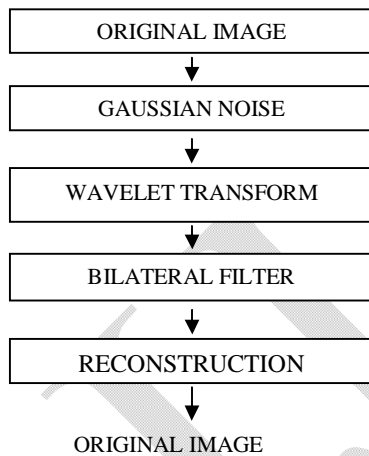 ORIGINAL IMAGE
GAUSSIAN NOISE
WAVELET TRANSFORM
BILATERAL FILTER
RECONSTRUCTION
ORIGINAL IMAGE